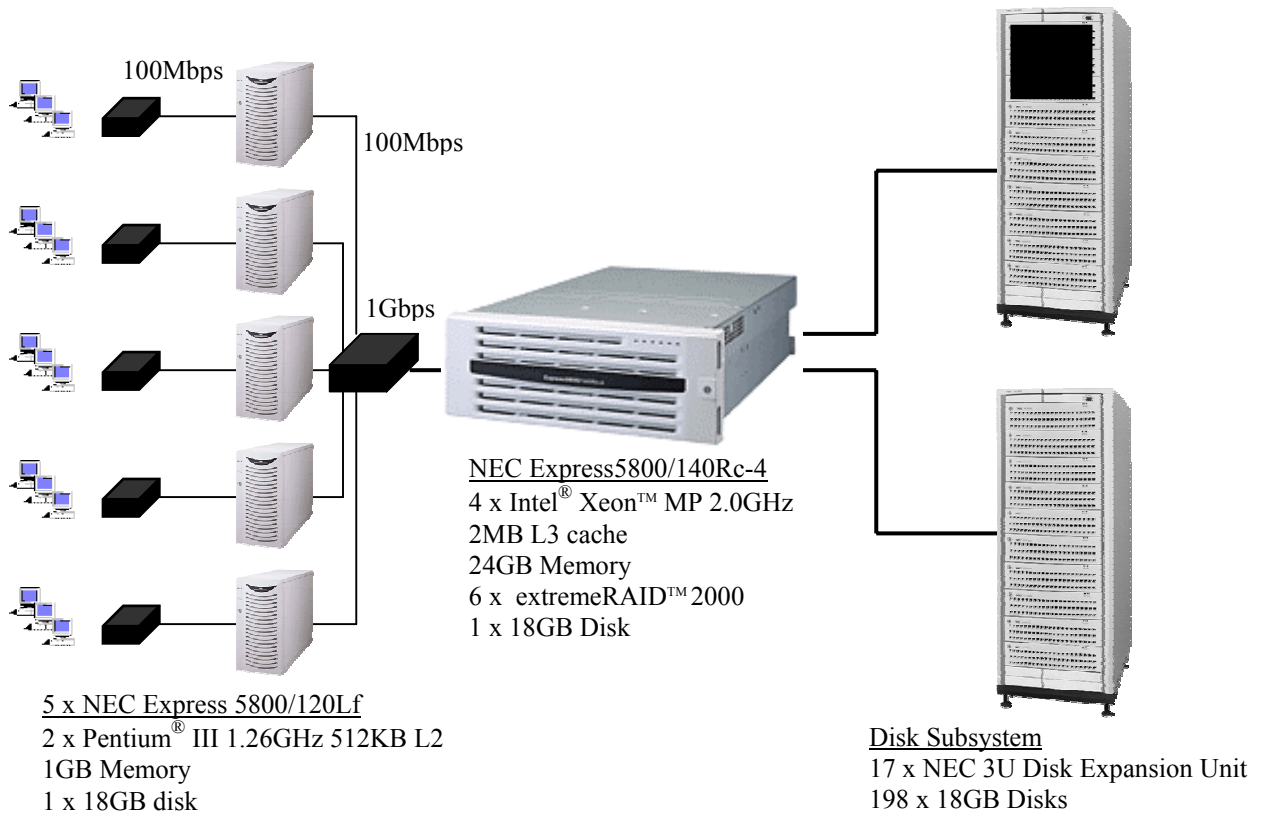 100Mbps
100Mbps
1Gbps
NEC Express5800/140Rc-4
4 x Intel® Xeon™ MP 2.0GHz
2MB L3 cache
24GB Memory
6 x extremeRAID™ 2000
1 x 18GB Disk
5 x NEC Express 5800/120Lf
2 x Pentium® III 1.26GHz 512KB L2
1GB Memory
1 x 18GB disk
Disk Subsystem
17 x NEC 3U Disk Expansion Unit
198 x 18GB Disks